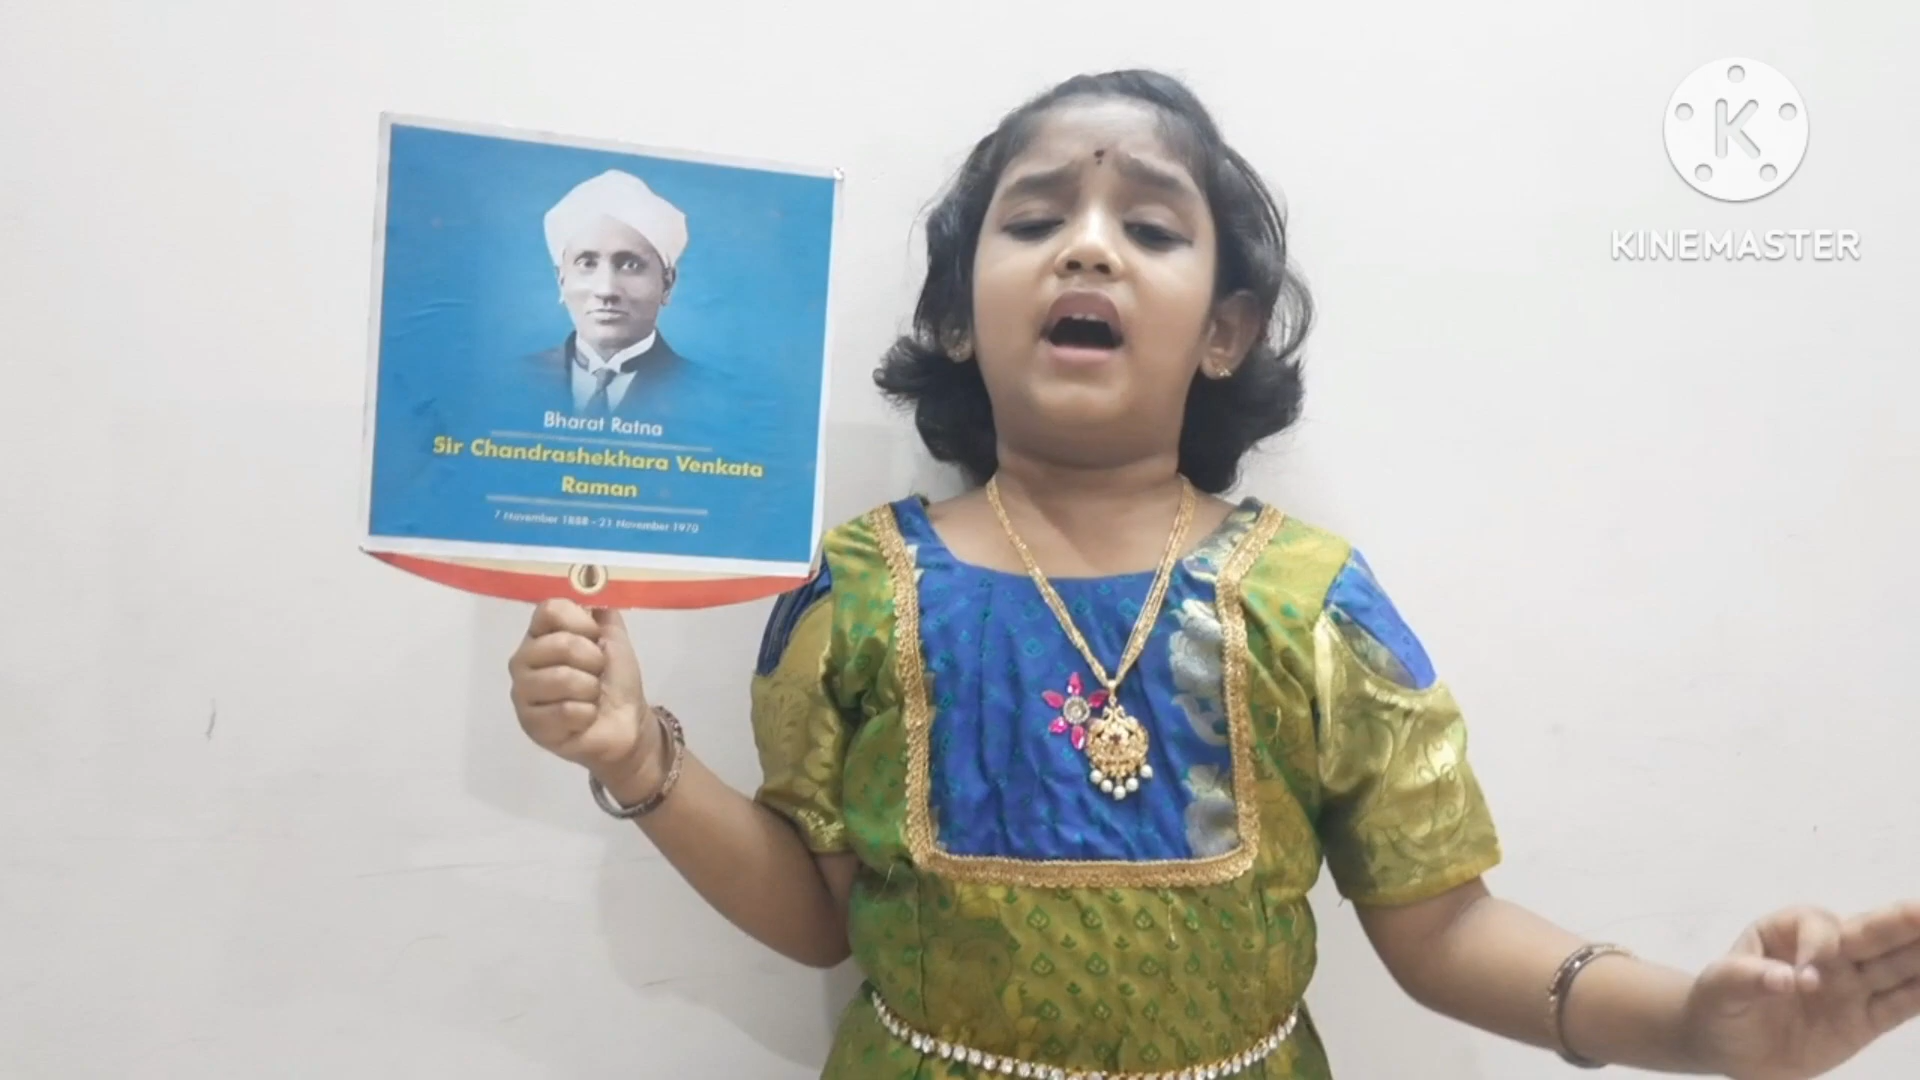 Bharat Ratna
Sir Chandrashekhara Venkata
Raman
7 November 1888 - 21 November 1970
K
KINEMASTER